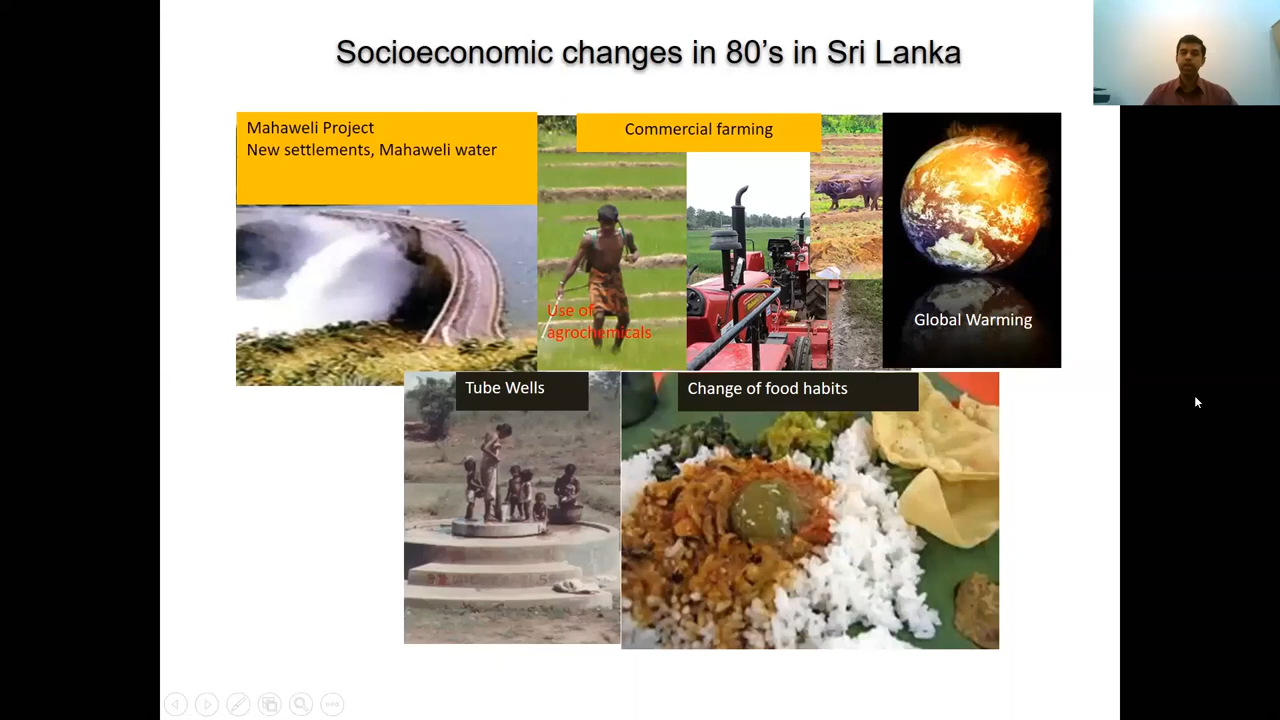 Socioeconomic changes in 80’s in Sri Lanka
Mahaweli Project
New settlements, Mahaweli water
Commercial farming
Use of
agrochemicals
Global Warming
Tube Wells
Change of food habits